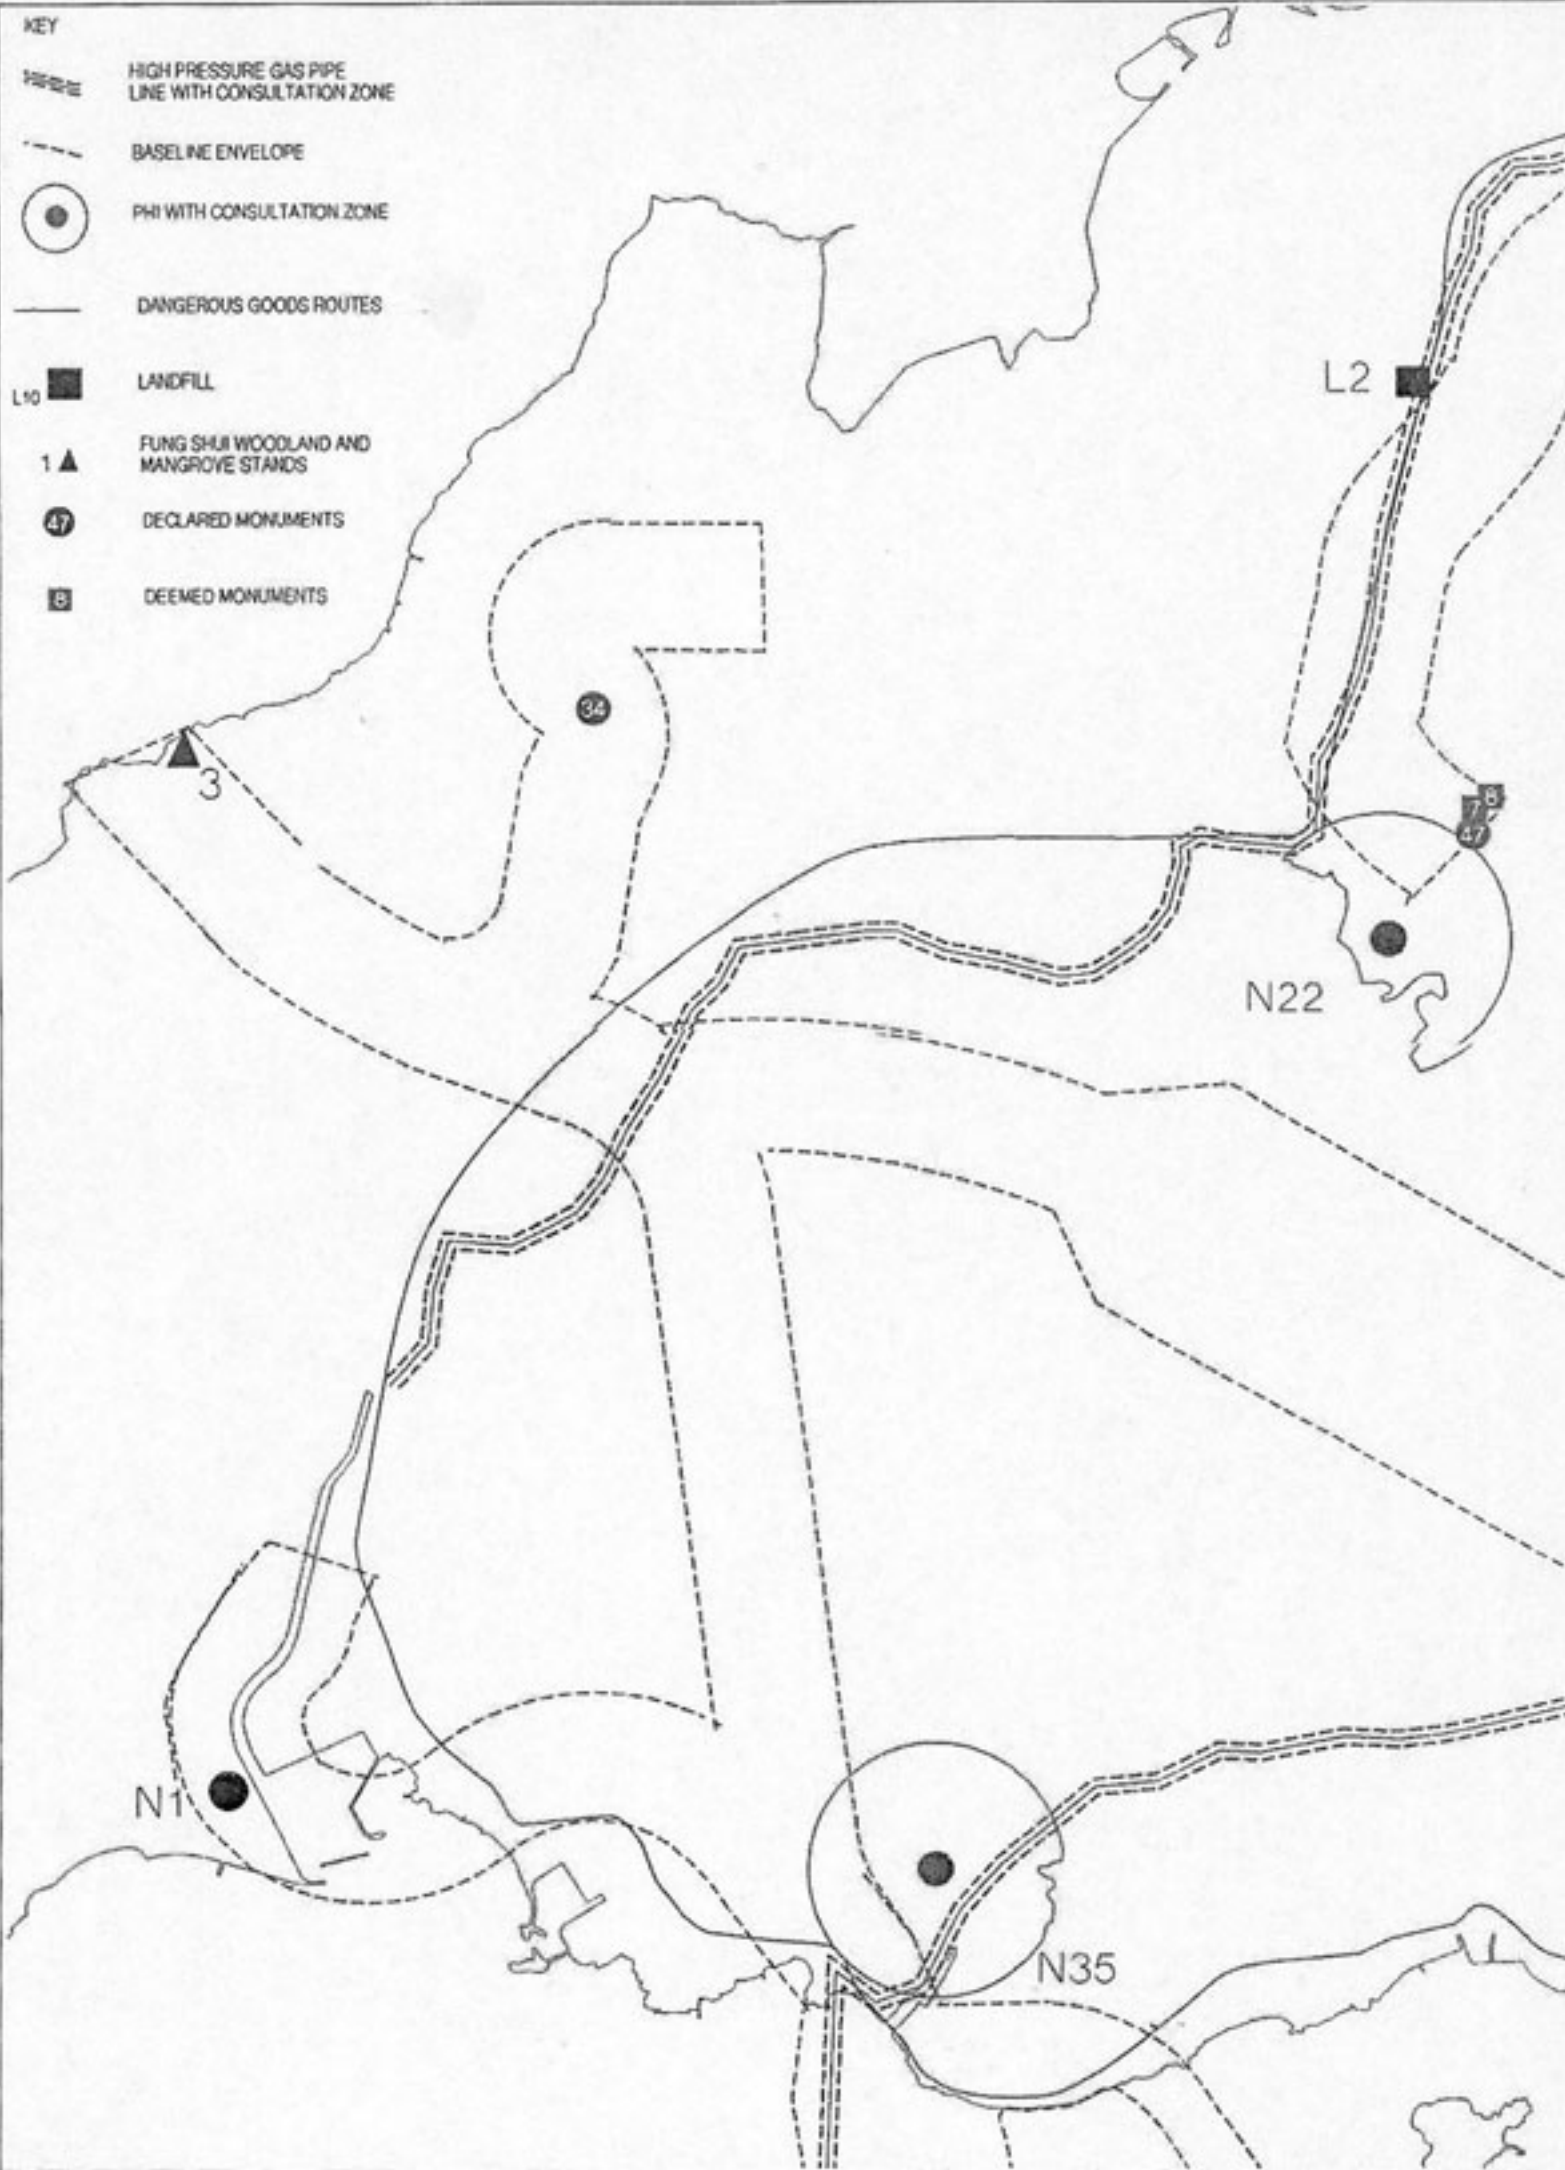 KEY
HIGH PRESSURE GAS PIPE
LINE WITH CONSULTATION ZONE
BASELINE ENVELOPE
PHI WITH CONSULTATION ZONE
DANGEROUS GOODS ROUTES
L10
LANDFILL
FUNG SHUI WOODLAND AND
1
MANGROVE STANDS
47
DECLARED MONUMENTS
8
DEEMED MONUMENTS
L2
34
3
8
7
47
N22
N1
N35